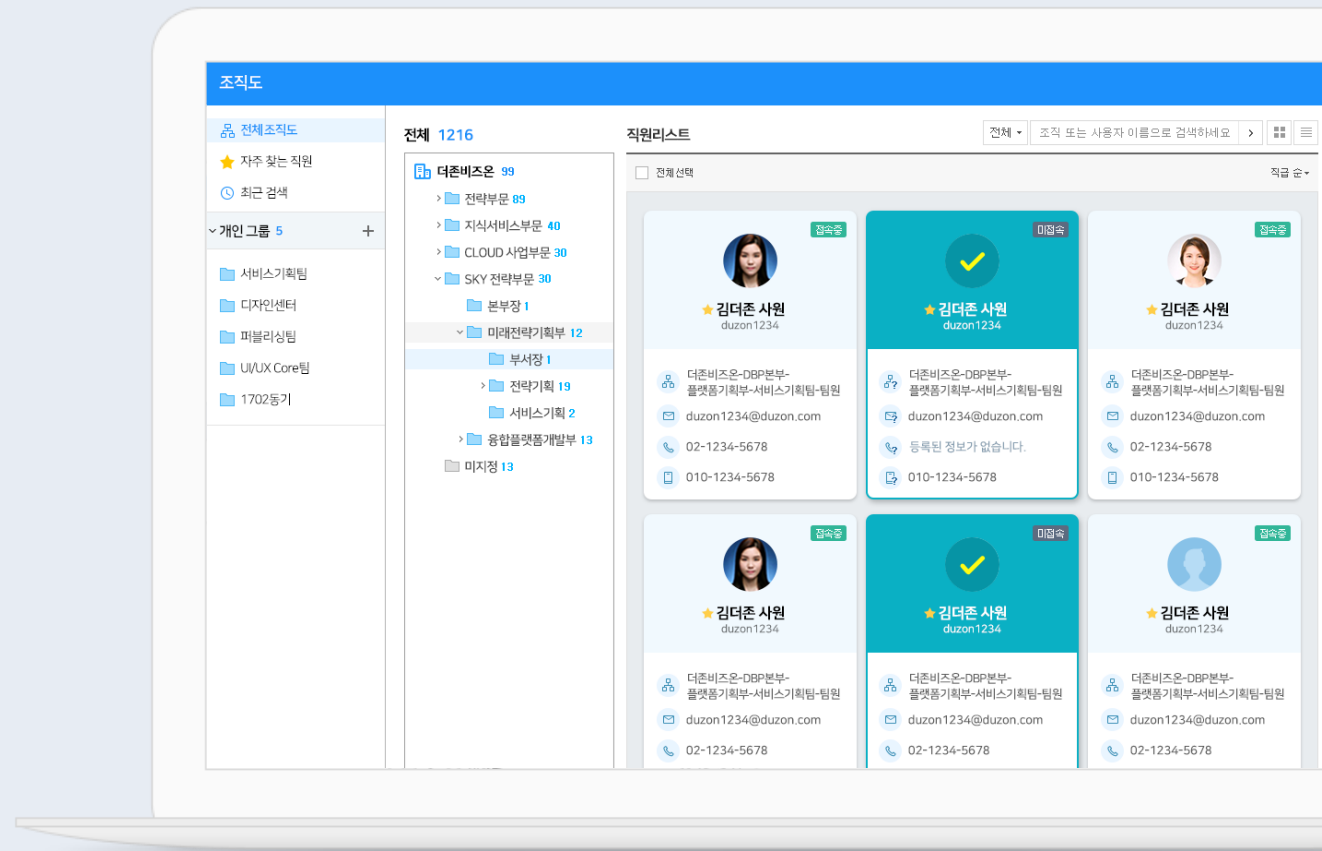 조직도
전체조직도
자주 찾는 직원
최근 검색
개인 그룹 5 +
서비스기획팀
디자인센터
퍼블리싱팀
UI/UX Core팀
1702동기
전체 1216
더존비즈온 99
전략부문 89
지식서비스부문 40
CLOUD 사업부문 30
SKY 전략부문 30
본부장 1
미래전략기획부 12
부서장 1
전략기획 19
서비스기획 2
융합플랫폼개발부 13
미지정 13
직원리스트
전체
조직 또는 사용자 이름으로 검색하세요
전체선택
직급 순
접속중
김더존 사원
duzon1234
더존비즈온-DBP본부-
플랫폼기획부-서비스기획팀-팀원
duzon1234@duzon.com
02-1234-5678
010-1234-5678
미접속
김더존 사원
duzon1234
더존비즈온-DBP본부-
플랫폼기획부-서비스기획팀-팀원
duzon1234@duzon.com
등록된 정보가 없습니다.
010-1234-5678
접속중
김더존 사원
duzon1234
더존비즈온-DBP본부-
플랫폼기획부-서비스기획팀-팀원
duzon1234@duzon.com
02-1234-5678
010-1234-5678
접속중
김더존 사원
duzon1234
더존비즈온-DBP본부-
플랫폼기획부-서비스기획팀-팀원
duzon1234@duzon.com
02-1234-5678
미접속
김더존 사원
duzon1234
더존비즈온-DBP본부-
플랫폼기획부-서비스기획팀-팀원
duzon1234@duzon.com
02-1234-5678
접속중
김더존 사원
duzon1234
더존비즈온-DBP본부-
플랫폼기획부-서비스기획팀-팀원
duzon1234@duzon.com
02-1234-5678